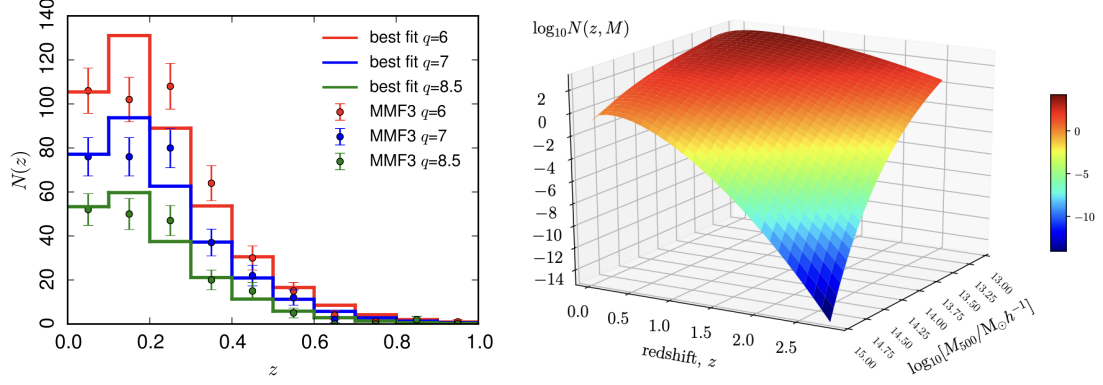 140
120
100
80
60
40
20
0
N(z)
0.0 0.2 0.4 0.6 0.8 1.0
z
best fit q=6
best fit q=7
best fit q=8.5
MMF3 q=6
MMF3 q=7
MMF3 q=8.5
log₁₀N(z, M)
2
0
−2
−4
−6
−8
−10
−12
−14
0.0 0.5 1.0 1.5 2.0 2.5
redshift, z
13.00
13.25
13.50
13.75
14.00
14.25
14.50
14.75
15.00
log₁₀[M₅₀₀/M⊙h⁻¹]
0
−5
−10